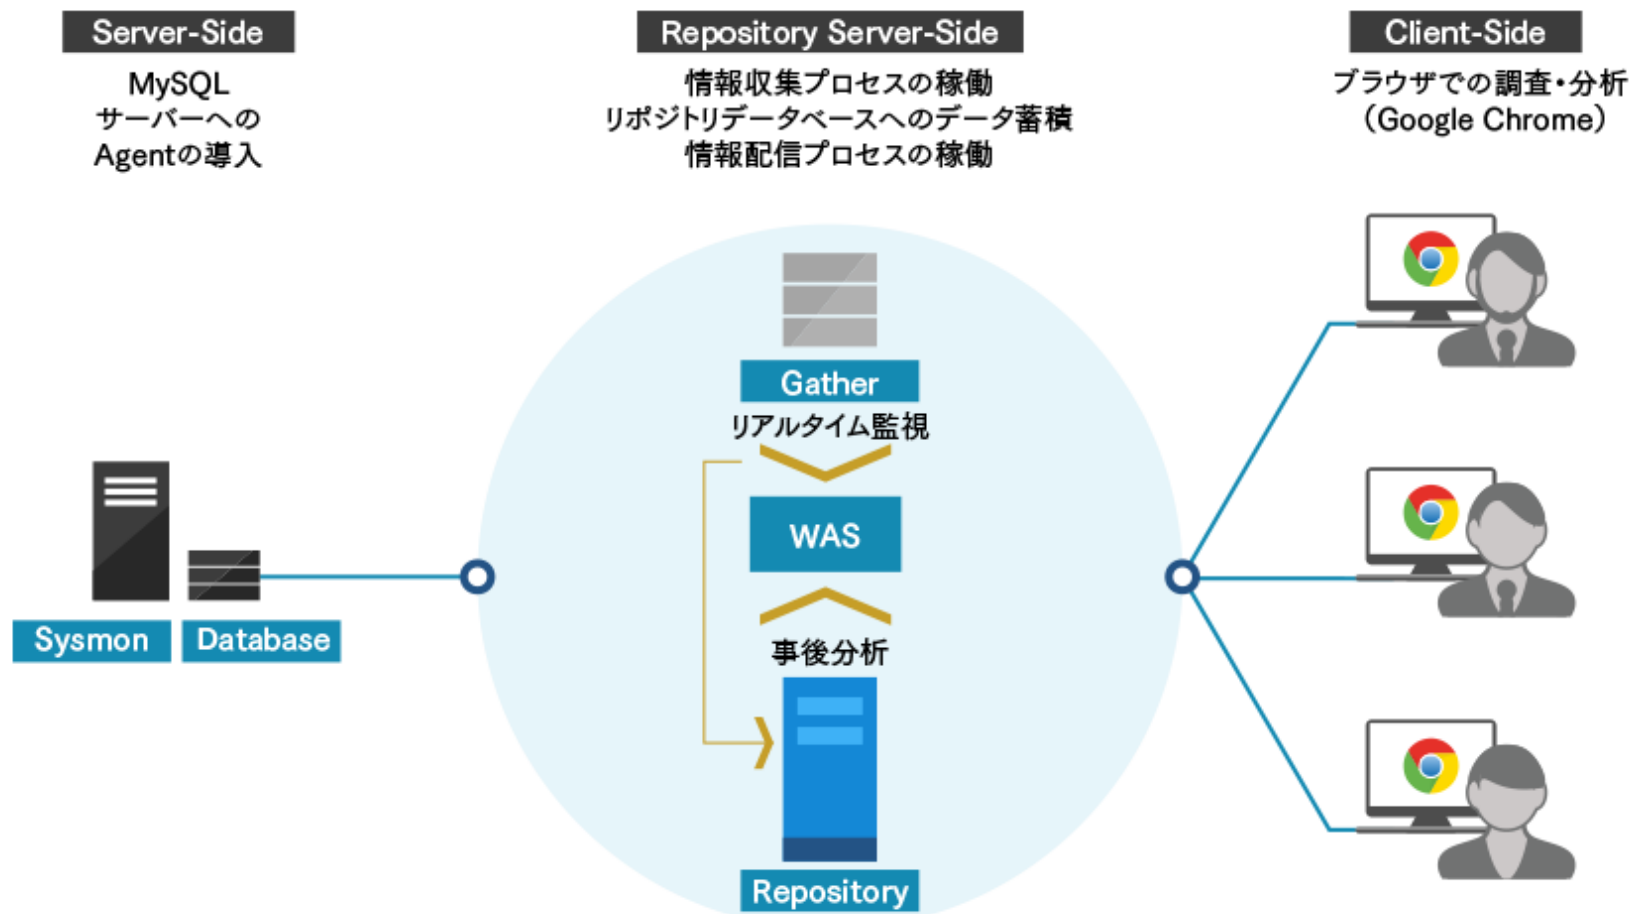 Server-Side
MySQL
サーバーへの
Agentの導入
Repository Server-Side
情報収集プロセスの稼働
リポジトリデータベースへのデータ蓄積
情報配信プロセスの稼働
Client-Side
ブラウザでの調査・分析
（Google Chrome）
Gather
リアルタイム監視
WAS
事後分析
Repository
Sysmon
Database